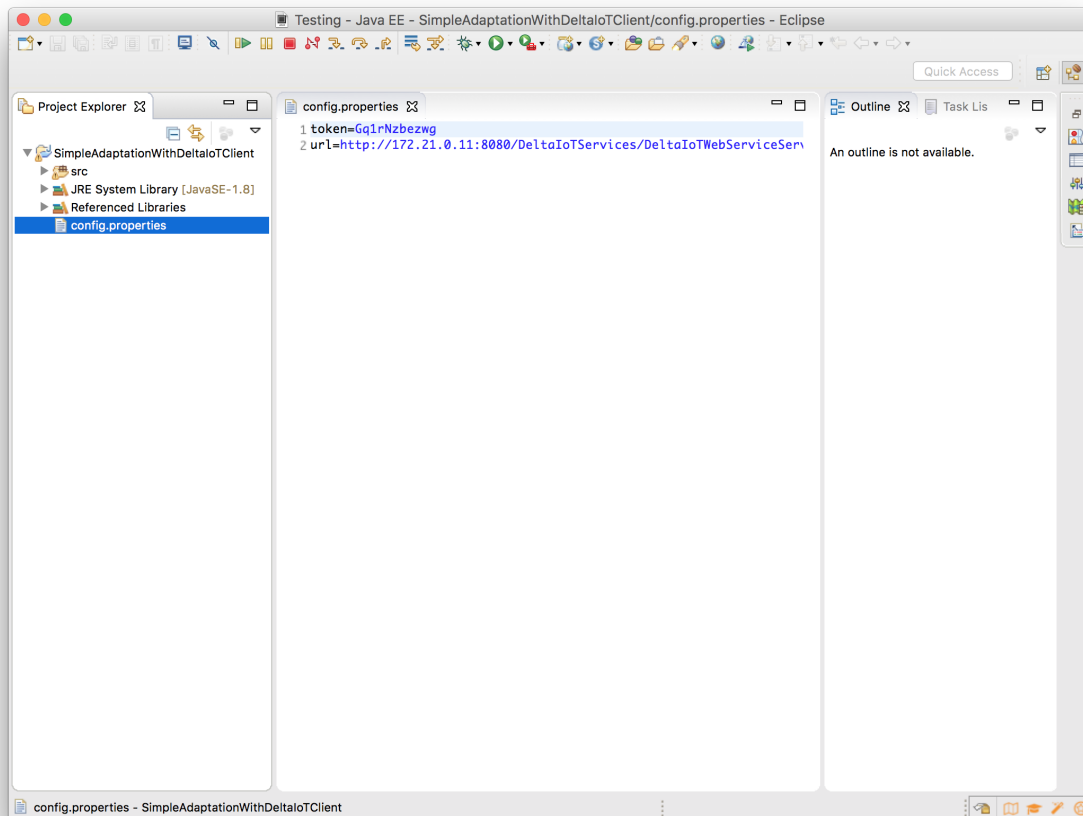 Testing - Java EE - SimpleAdaptationWithDeltaIoTClient/config.properties - Eclipse
Quick Access
Project Explorer
SimpleAdaptationWithDeltaIoTClient
src
JRE System Library [JavaSE-1.8]
Referenced Libraries
config.properties
config.properties
1 token=Gq1rNzbezwg
2 url=http://172.21.0.11:8080/DeltaIoTServices/DeltaIoTWebServiceServ
Outline
Task Lis
An outline is not available.
config.properties - SimpleAdaptationWithDeltaIoTClient